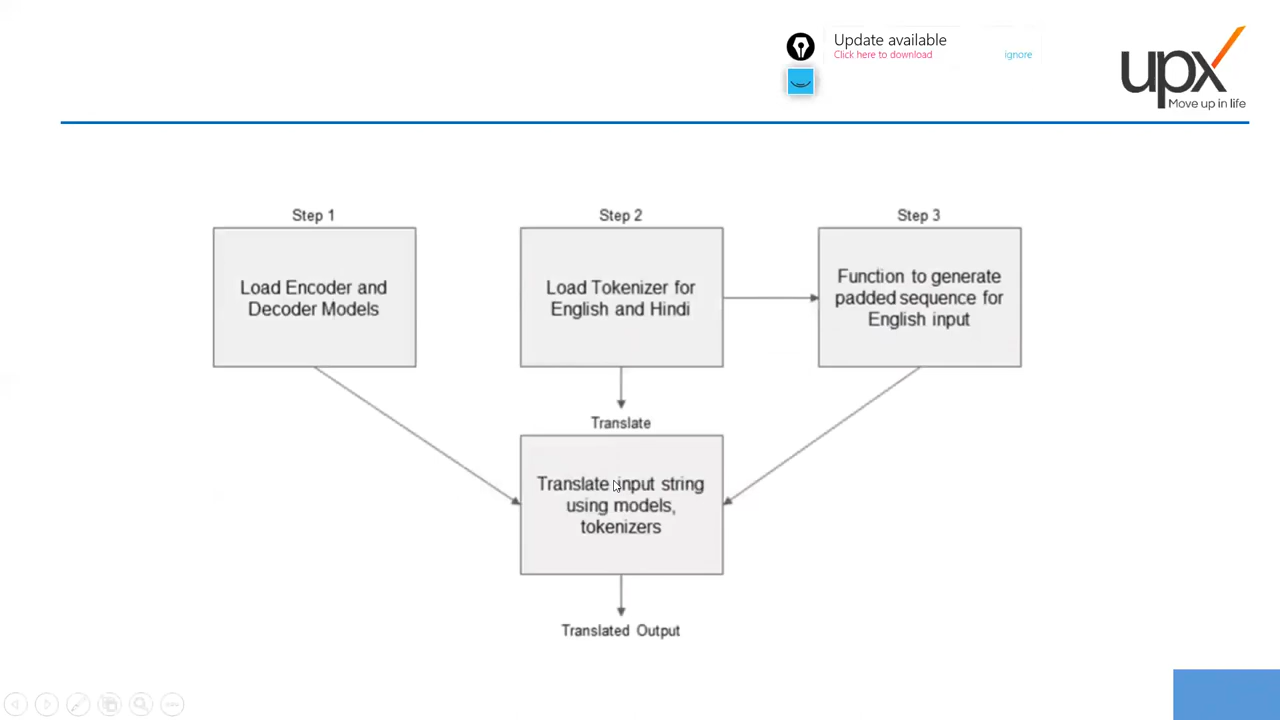 Update available
Click here to download
ignore
upx
Move up in life
Step 1
Load Encoder and
Decoder Models
Step 2
Load Tokenizer for
English and Hindi
Step 3
Function to generate
padded sequence for
English input
Translate
Translate input string
using models,
tokenizers
Translated Output